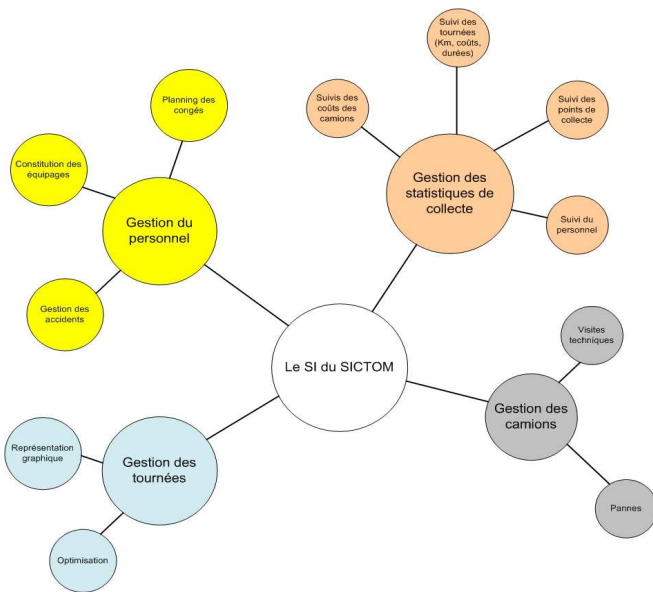 Suivi des
tournées
(Km, coûts,
durées)
Planning des
congés
Suivis des
coûts des
camions
Suivi des
points de
collecte
Constitution des
équipages
Gestion des
statistiques de
collecte
Gestion du
personnel
Suivi du
personnel
Gestion des
accidents
Visites
techniques
Le SI du SICTOM
Gestion des
camions
Représentation
graphique
Gestion des
tournées
Pannes
Optimisation